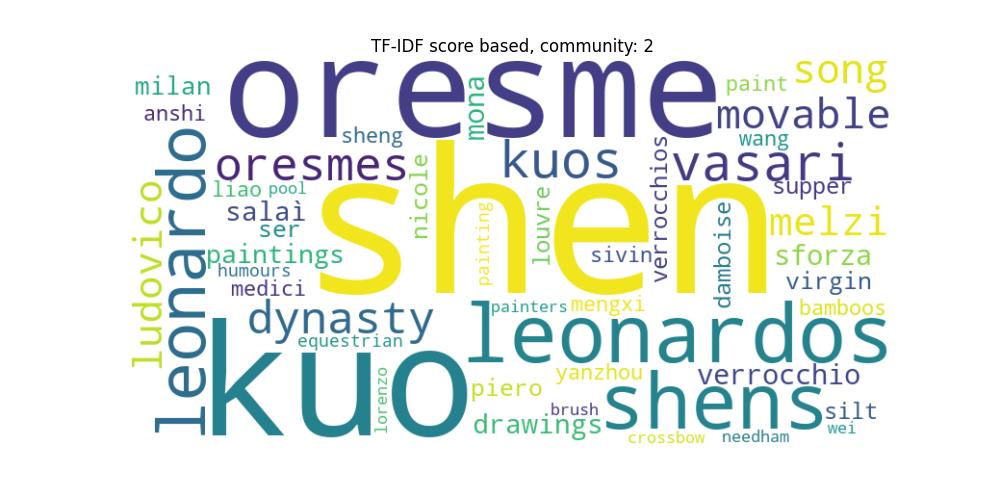 TF-IDF score based, community: 2
oresme
song
milan
paint
mona
movable
anshi
sheng
wang
leonardo
oresmes
kuos
vasari
verrocchios
shen
nicole
liao
pool
supper
ludovico
louvre
salaì
painting
damboise
melzi
ser
paintings
sivin
sforza
humours
medici
virgin
dynasty
painters
mengxi
bamboos
leonardos
equestrian
kuo
lorenzo
yanzhou
verrocchio
piero
shens
brush
silt
drawings
wei
crossbow
needham